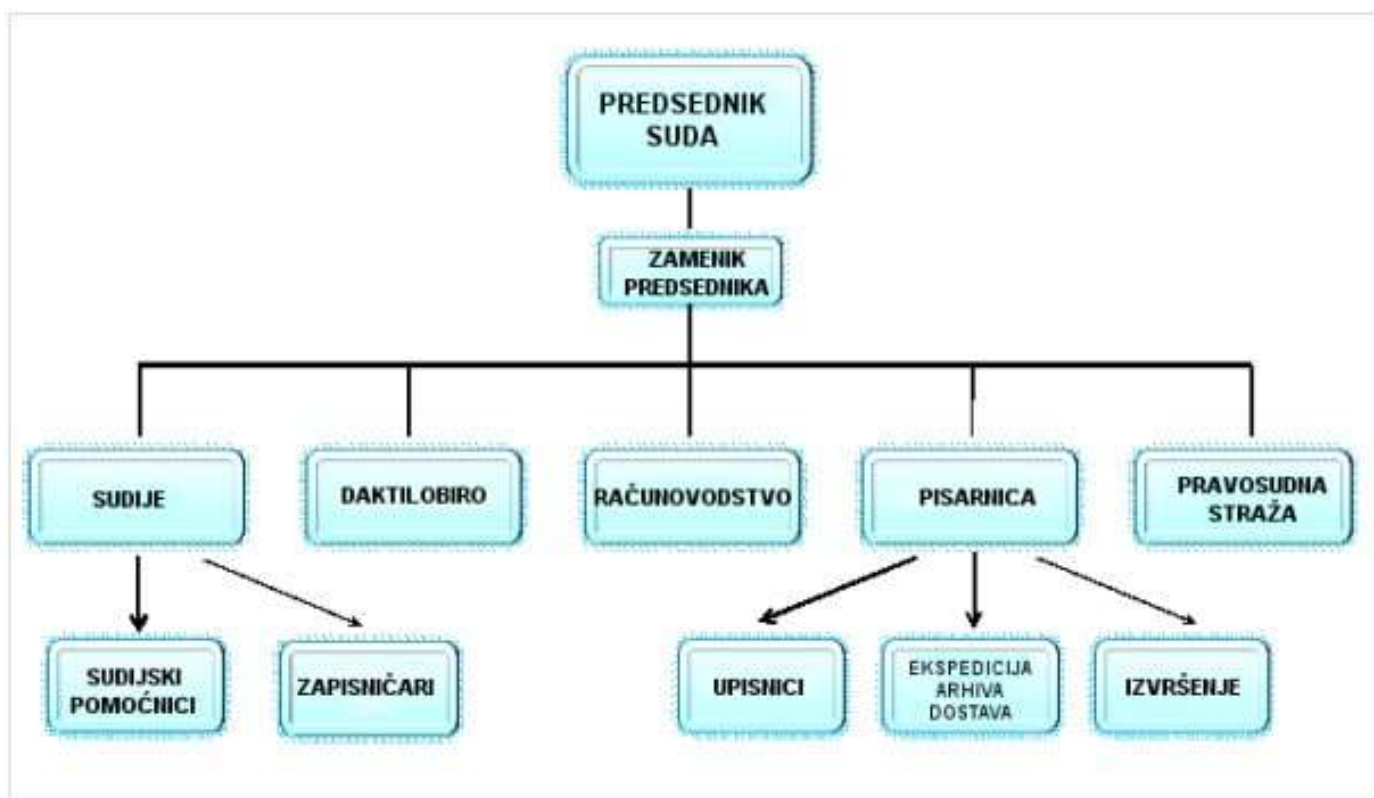 PREDSEDNIK
SUDA
ZAMENIK
PREDSEDNIKA
SUDIJE
DAKTILOBIRO
RAČUNOVODSTVO
PISARNICA
PRAVOSUDNA
STRAŽA
SUDIJSKI
POMOĆNICI
ZAPISNIČARI
UPISNICI
EKSPEDICIJA
ARHIVA
DOSTAVA
IZVRŠENJE